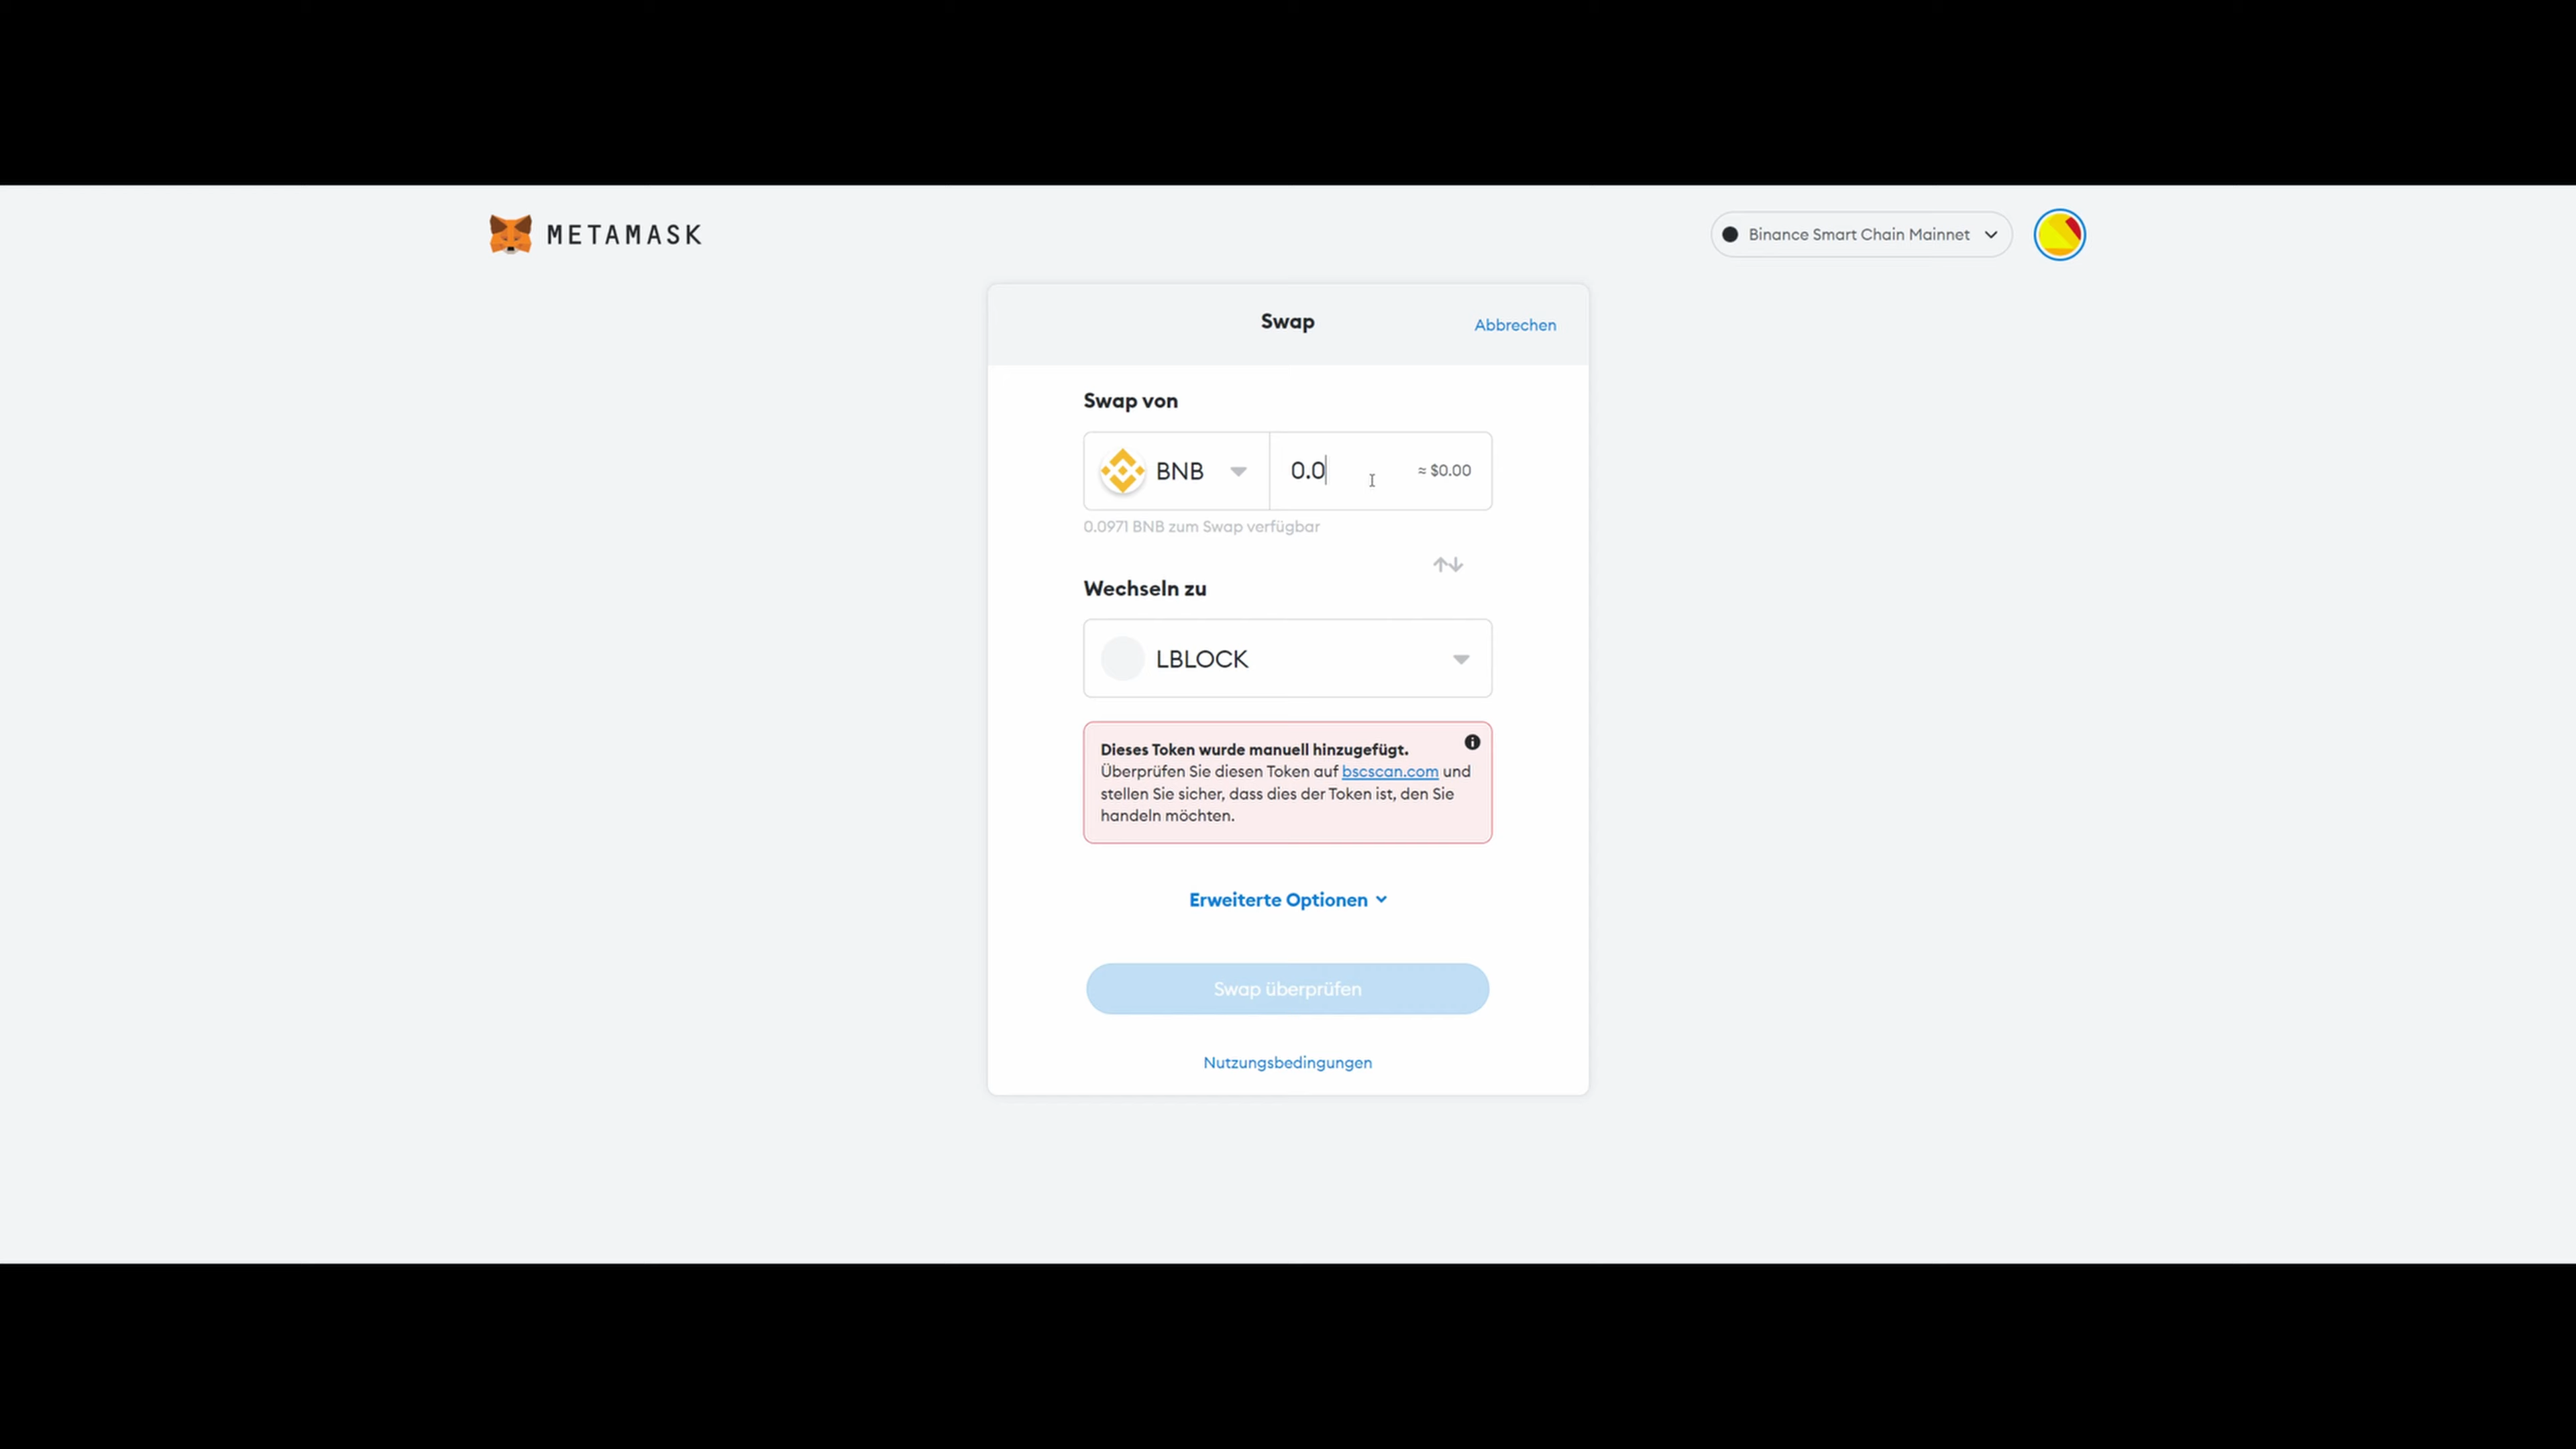 METAMASK
Binance Smart Chain Mainnet
Swap
Abbrechen
Swap von
BNB
0.0
≈ $0.00
0.0971 BNB zum Swap verfügbar
Wechseln zu
LBLOCK
Dieses Token wurde manuell hinzugefügt.
Überprüfen Sie diesen Token auf bscscan.com und
stellen Sie sicher, dass dies der Token ist, den Sie
handeln möchten.
Erweiterte Optionen
Swap überprüfen
Nutzungsbedingungen